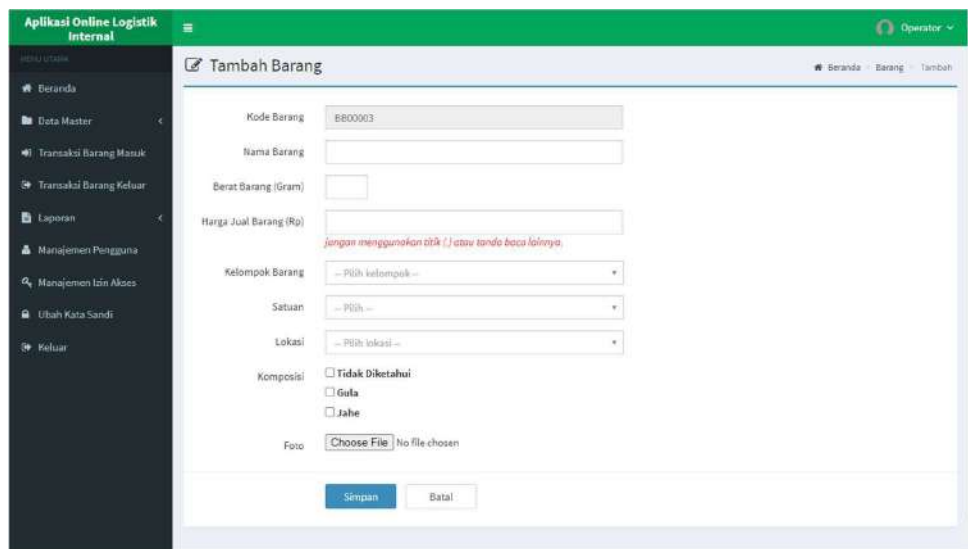 Aplikasi Online Logistik
Internal
Operator
MENU UTAMA
Tambah Barang
Beranda
Barang
Tambah
Beranda
Data Master
Transaksi Barang Masuk
Transaksi Barang Keluar
Laporan
Manajemen Pengguna
Manajemen Izin Akses
Ubah Kata Sandi
Keluar
Kode Barang
BB00003
Nama Barang
Berat Barang (Gram)
Harga Jual Barang (Rp)
jangan menggunakan titik (.) atau tanda baca lainnya.
Kelompok Barang
-- Pilih kelompok --
Satuan
-- Pilih --
Lokasi
-- Pilih lokasi --
Komposisi
Tidak Diketahui
Gula
Jahe
Foto
Choose File No file chosen
Simpan
Batal